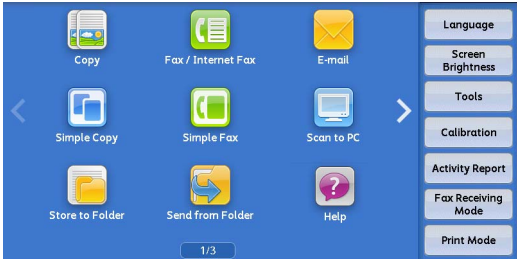 Copy
Fax / Internet Fax
E-mail
Simple Copy
Simple Fax
Scan to PC
Store to Folder
Send from Folder
Help
1/3
Language
Screen
Brightness
Tools
Calibration
Activity Report
Fax Receiving
Mode
Print Mode